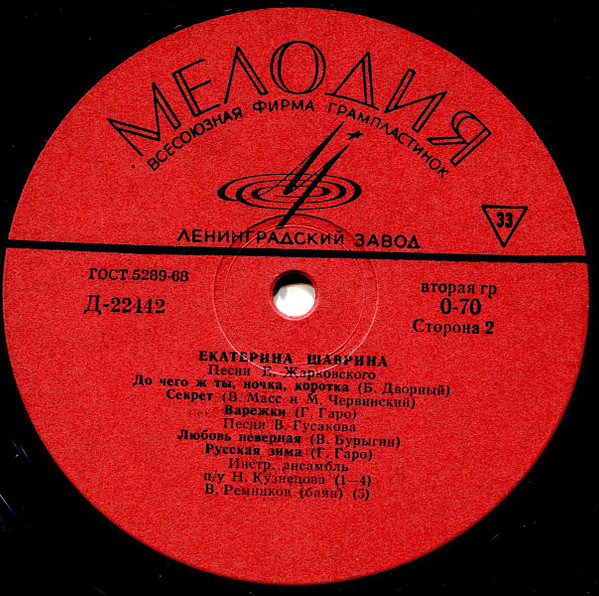 МЕЛОДИЯ
ВСЕСОЮЗНАЯ ФИРМА ГРАМПЛАСТИНОК
33
ЛЕНИНГРАДСКИЙ ЗАВОД
ГОСТ 5289-68
Д-22442
вторая гр
0-70
Сторона 2
ЕКАТЕРИНА ШАВРИНА
Песни Е. Жарковского
До чего ж ты, ночка, коротка (Б. Дворный)
Секрет (В. Масс и М. Червинский)
Варежки (Г. Гаро)
Песни В. Гусакова
Любовь неверная (В. Бурыгин)
Русская зима (Г. Гаро)
Инстр. ансамбль
п/у Н. Кузнецова (1—4)
В. Ремников (баян) (5)